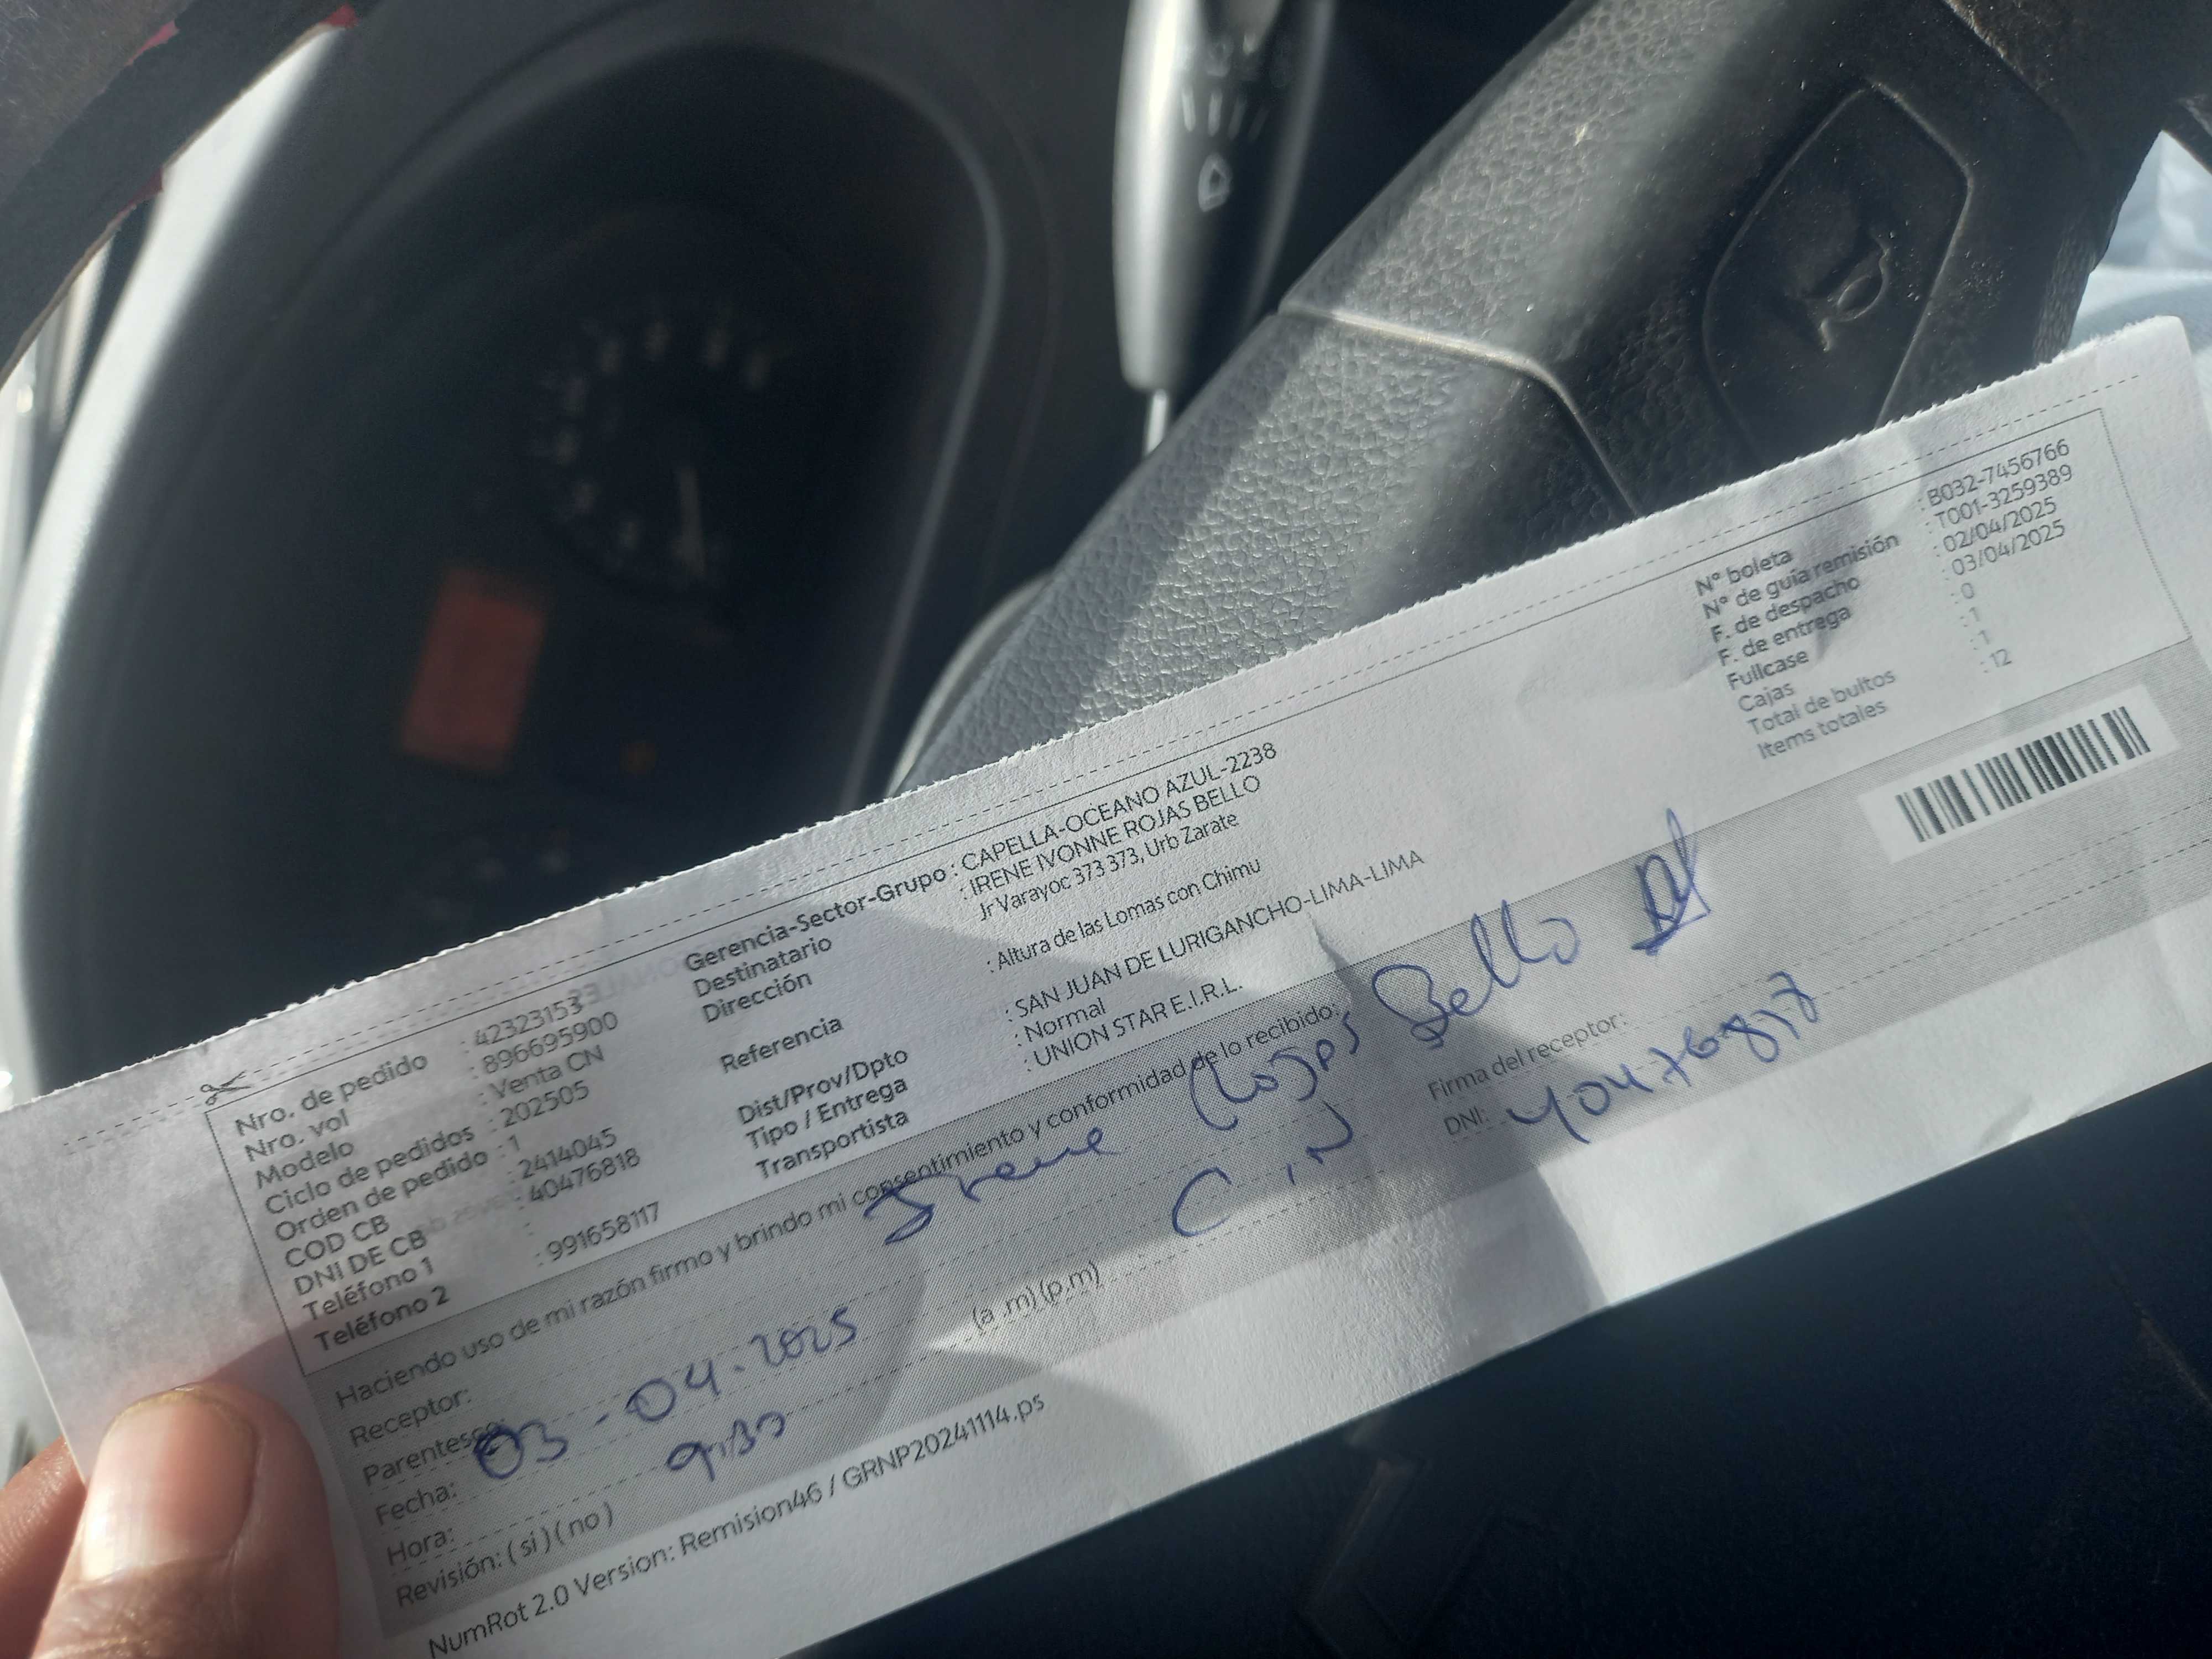 Nro. de pedido : 42323153
Nro. vol : 896695900
Modelo : Venta CN
Ciclo de pedidos : 202505
Orden de pedido : 1
COD CB : 2414045
DNI DE CB : 40476818
Teléfono 1 :
Teléfono 2 : 991658117
Gerencia-Sector-Grupo : CAPELLA-OCEANO AZUL-2238
Destinatario : IRENE IVONNE ROJAS BELLO
Dirección Jr Varayoc 373 373, Urb Zarate
Referencia : Altura de las Lomas con Chimu
Dist/Prov/Dpto : SAN JUAN DE LURIGANCHO-LIMA-LIMA
Tipo / Entrega : Normal
Transportista : UNION STAR E.I.R.L.
N° boleta : B032-7456766
N° de guía remisión : T001-3259389
F. de despacho : 02/04/2025
F. de entrega : 03/04/2025
Fullcase : 0
Cajas : 1
Total de bultos : 1
Items totales : 12
Haciendo uso de mi razón firmo y brindo mi consentimiento y conformidad de lo recibido:
Receptor: Irene Rojas Bello
Parentesco: C.N
Fecha: 03-04-2025
Hora: 9:30 (a .m) (p.m)
Revisión: ( si ) ( no )
Firma del receptor:
DNI:
NumRot 2.0 Version: Remision46 / GRNP20241114.ps